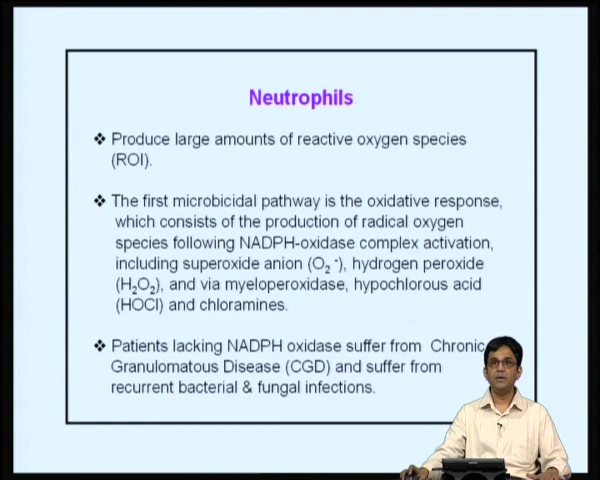 Neutrophils
❖ Produce large amounts of reactive oxygen species
(ROI).
❖ The first microbicidal pathway is the oxidative response,
which consists of the production of radical oxygen
species following NADPH-oxidase complex activation,
including superoxide anion (O₂⁻), hydrogen peroxide
(H₂O₂), and via myeloperoxidase, hypochlorous acid
(HOCl) and chloramines.
❖ Patients lacking NADPH oxidase suffer from Chronic
Granulomatous Disease (CGD) and suffer from
recurrent bacterial & fungal infections.